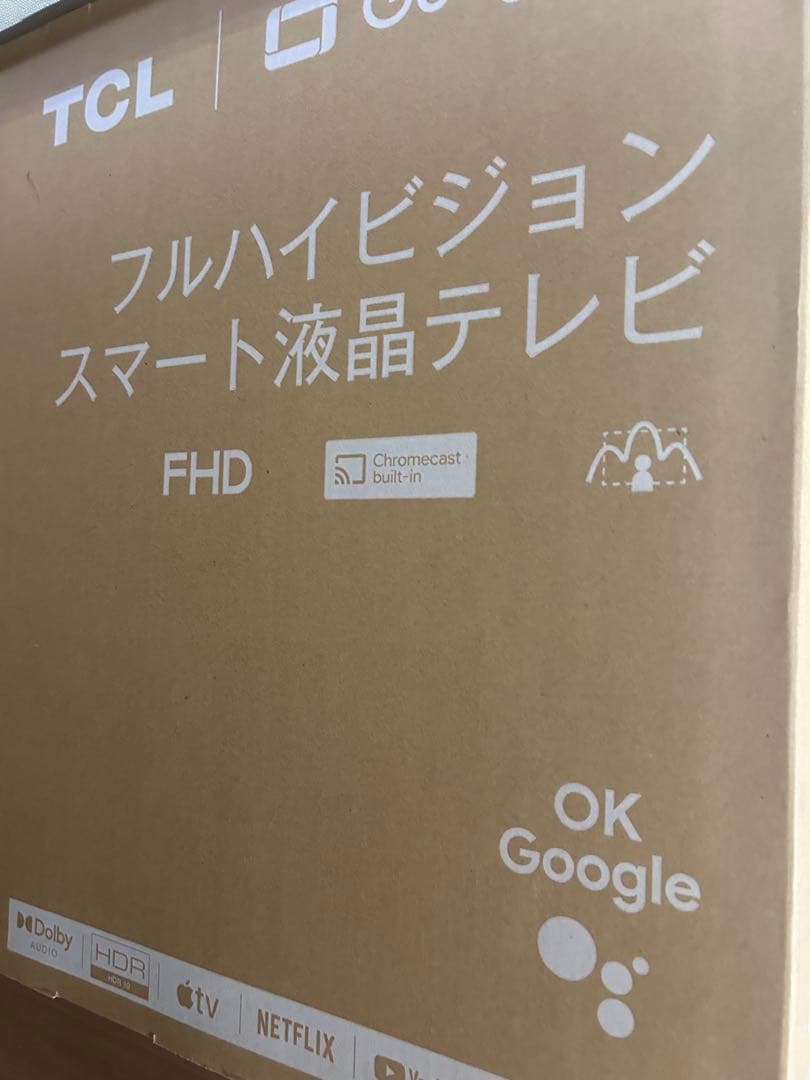 TCL
フルハイビジョン
スマート液晶テレビ
FHD
Chromecast
built-in
OK
Google
Dolby
AUDIO
HDR
HDR 10
tv
NETFLIX